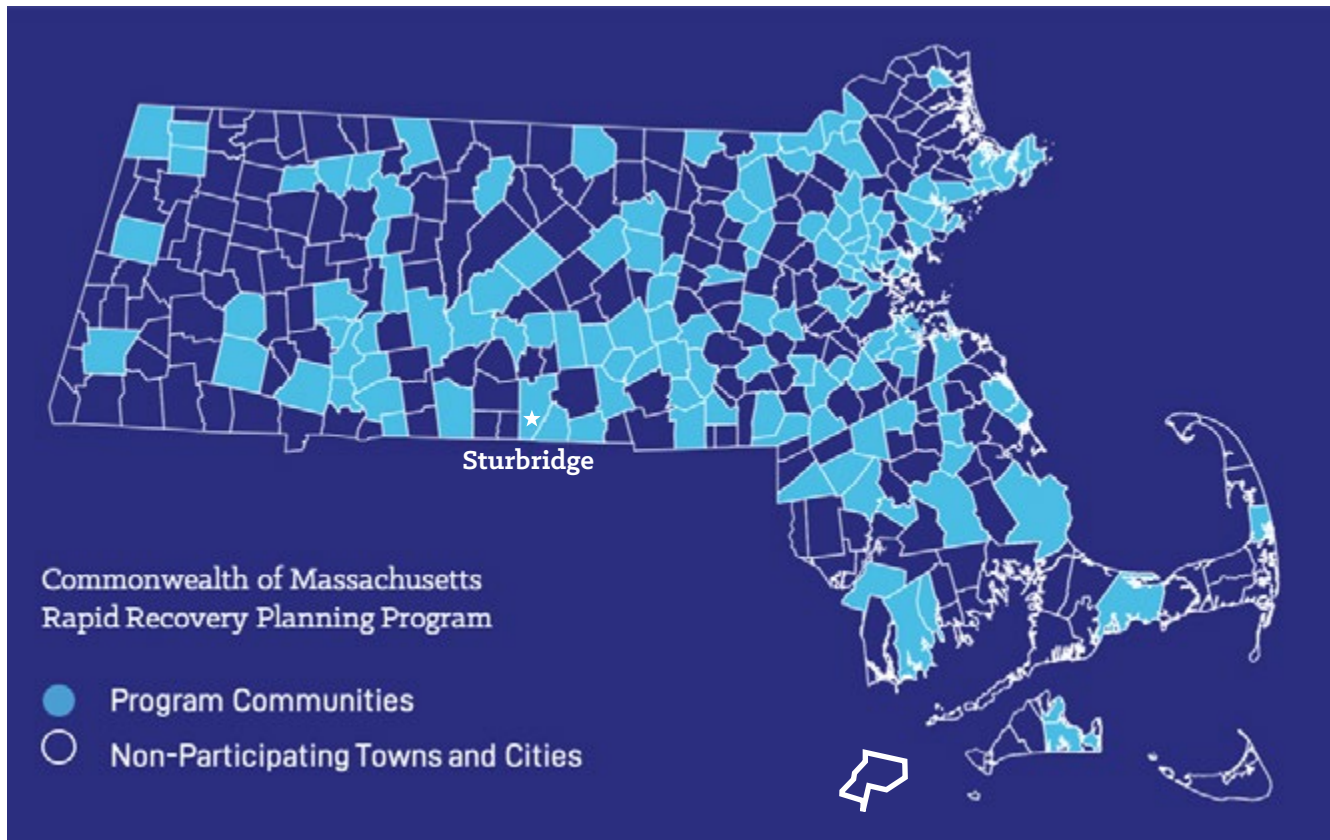 Sturbridge
Commonwealth of Massachusetts
Rapid Recovery Planning Program
Program Communities
Non-Participating Towns and Cities